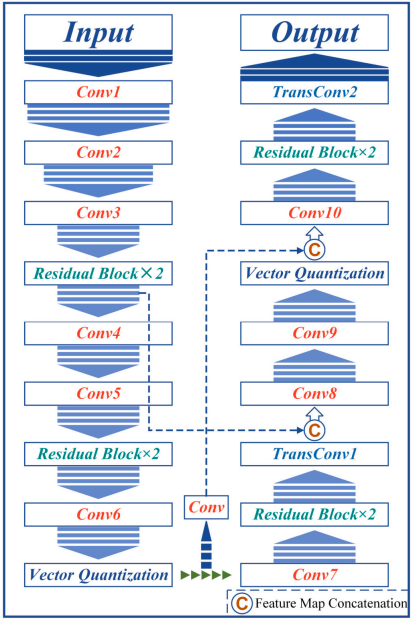 Input
Conv1
Conv2
Conv3
Residual Block×2
Conv4
Conv5
Residual Block×2
Conv6
Vector Quantization
Conv
Output
TransConv2
Residual Block×2
Conv10
C
Vector Quantization
Conv9
Conv8
C
TransConv1
Residual Block×2
Conv7
C Feature Map Concatenation